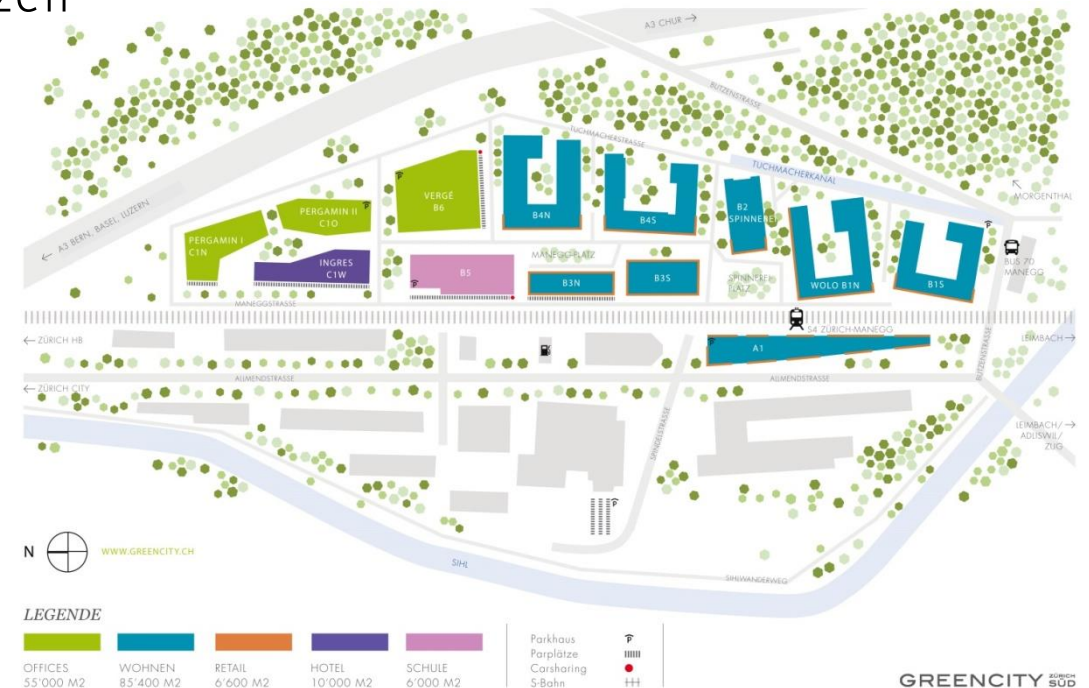 A3 CHUR →
BUTZENSTRASSE
TUCHMACHERSTRASSE
TUCHMACHERKANAL
MORGENTHAL
← A3 BERN, BASEL, LUZERN
VERGÉ
B6
B4N
B4S
B2
SPINNEREI
PERGAMIN II
C1O
PERGAMIN I
C1N
INGRES
C1W
B5
MANEGG-PLATZ
B3N
B3S
SPINNEREI-
PLATZ
WOLO B1N
B1S
BUS 70
MANEGG
MANEGGSTRASSE
S4 ZÜRICH-MANEGG
← ZÜRICH HB
A1
BUTZENSTRASSE
LEIMBACH →
← ZÜRICH CITY
ALLMENDSTRASSE
ALLMENDSTRASSE
SPINDELSTRASSE
LEIMBACH/ →
ADLISWIL/
ZUG
N
WWW.GREENCITY.CH
SIHL
SIHLWANDERWEG
LEGENDE
OFFICES
55'000 M2
WOHNEN
85'400 M2
RETAIL
6'600 M2
HOTEL
10'000 M2
SCHULE
6'000 M2
Parkhaus
Parplätze
Carsharing
S-Bahn
GREENCITY ZÜRICH SÜD